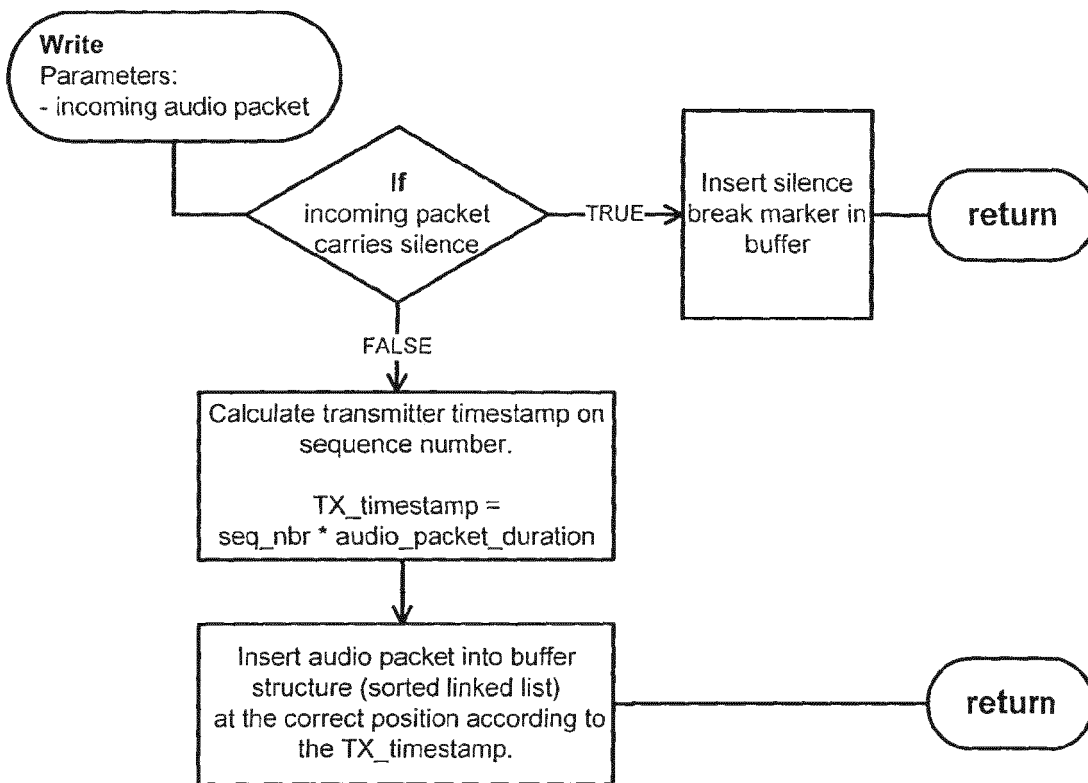 Write
Parameters:
- incoming audio packet
If
incoming packet
carries silence
TRUE
Insert silence
break marker in
buffer
return
FALSE
Calculate transmitter timestamp on
sequence number.
TX_timestamp =
seq_nbr * audio_packet_duration
Insert audio packet into buffer
structure (sorted linked list)
at the correct position according to
the TX_timestamp.
return